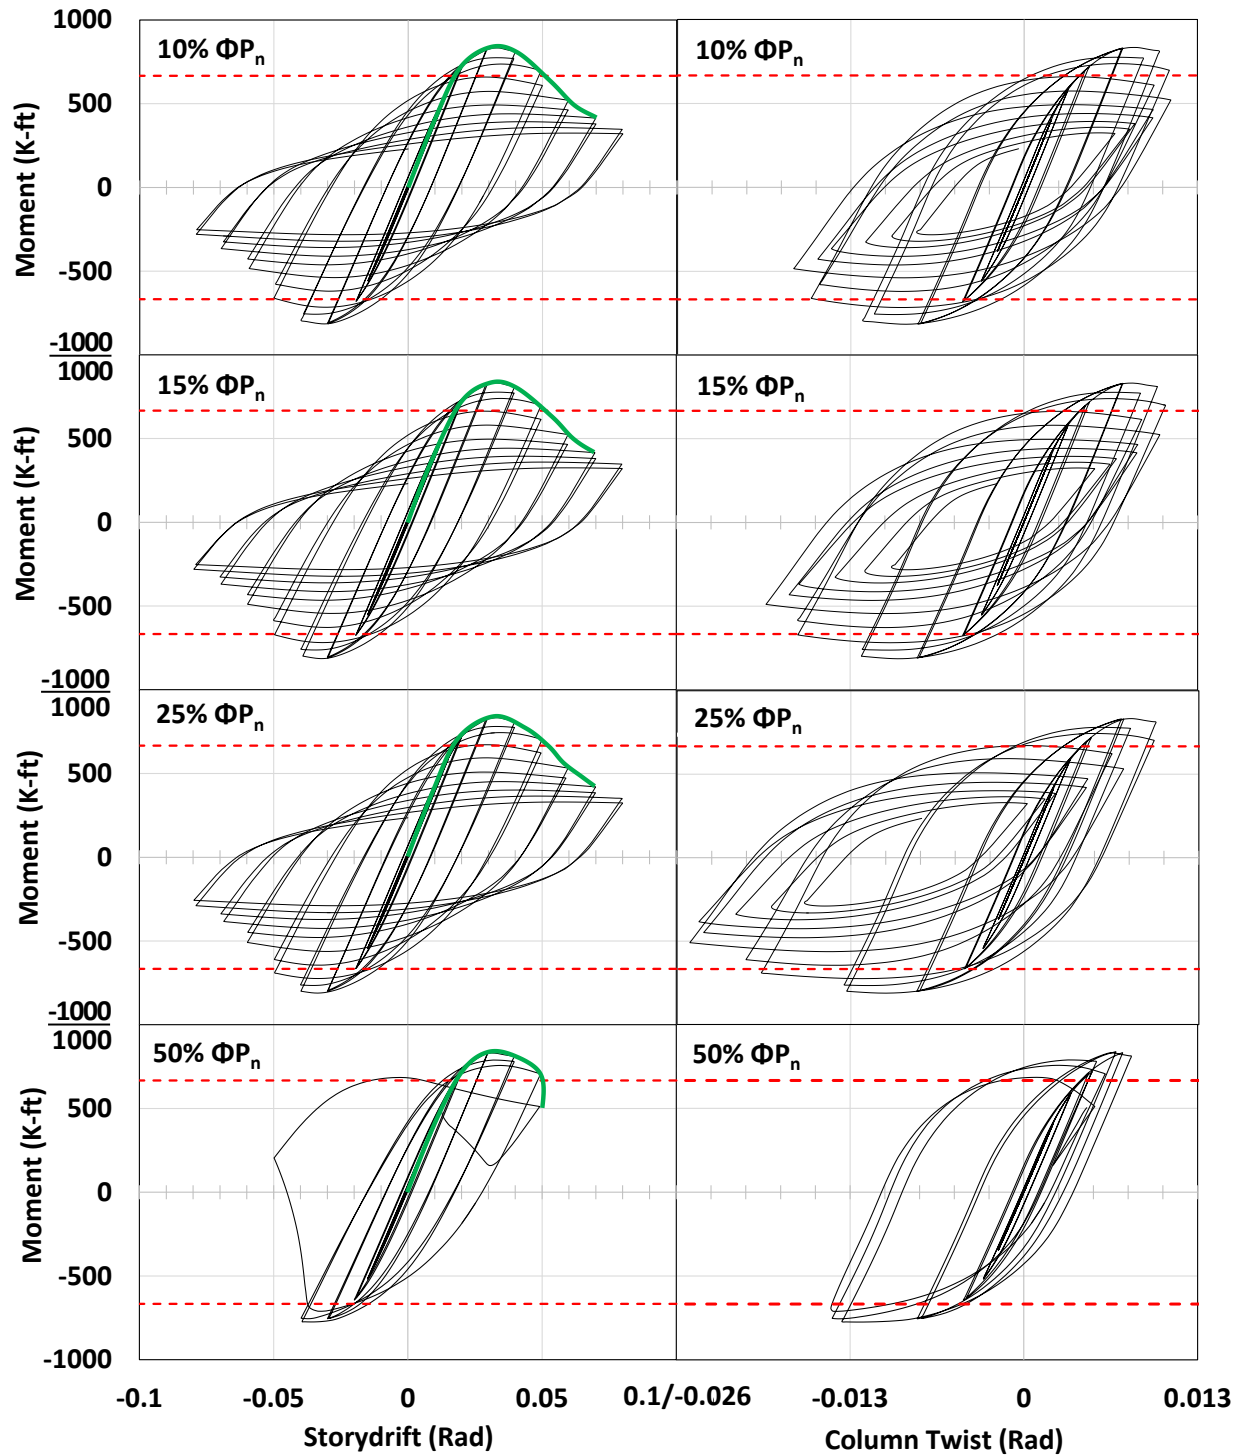 1000
500
0
-500
-1000
Moment (K-ft)
10% ΦPn
10% ΦPn
1000
500
0
-500
-1000
Moment (K-ft)
15% ΦPn
15% ΦPn
1000
500
0
-500
-1000
Moment (K-ft)
25% ΦPn
25% ΦPn
1000
500
0
-500
-1000
Moment (K-ft)
50% ΦPn
50% ΦPn
-0.1 -0.05 0 0.05 0.1/-0.026 -0.013 0 0.013
Storydrift (Rad) Column Twist (Rad)